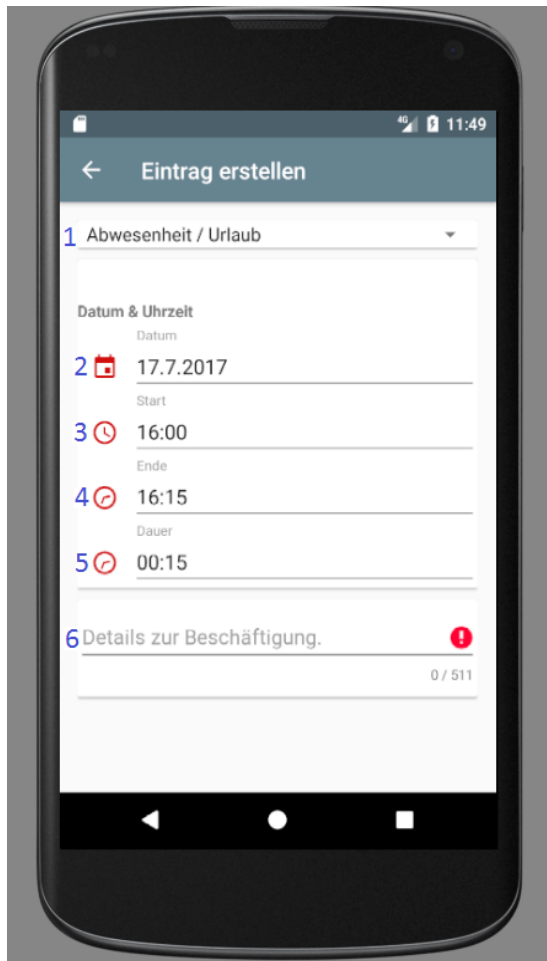 4G 11:49
Eintrag erstellen
1 Abwesenheit / Urlaub
Datum & Uhrzeit
Datum
2 17.7.2017
Start
3 16:00
Ende
4 16:15
Dauer
5 00:15
6 Details zur Beschäftigung.
0 / 511